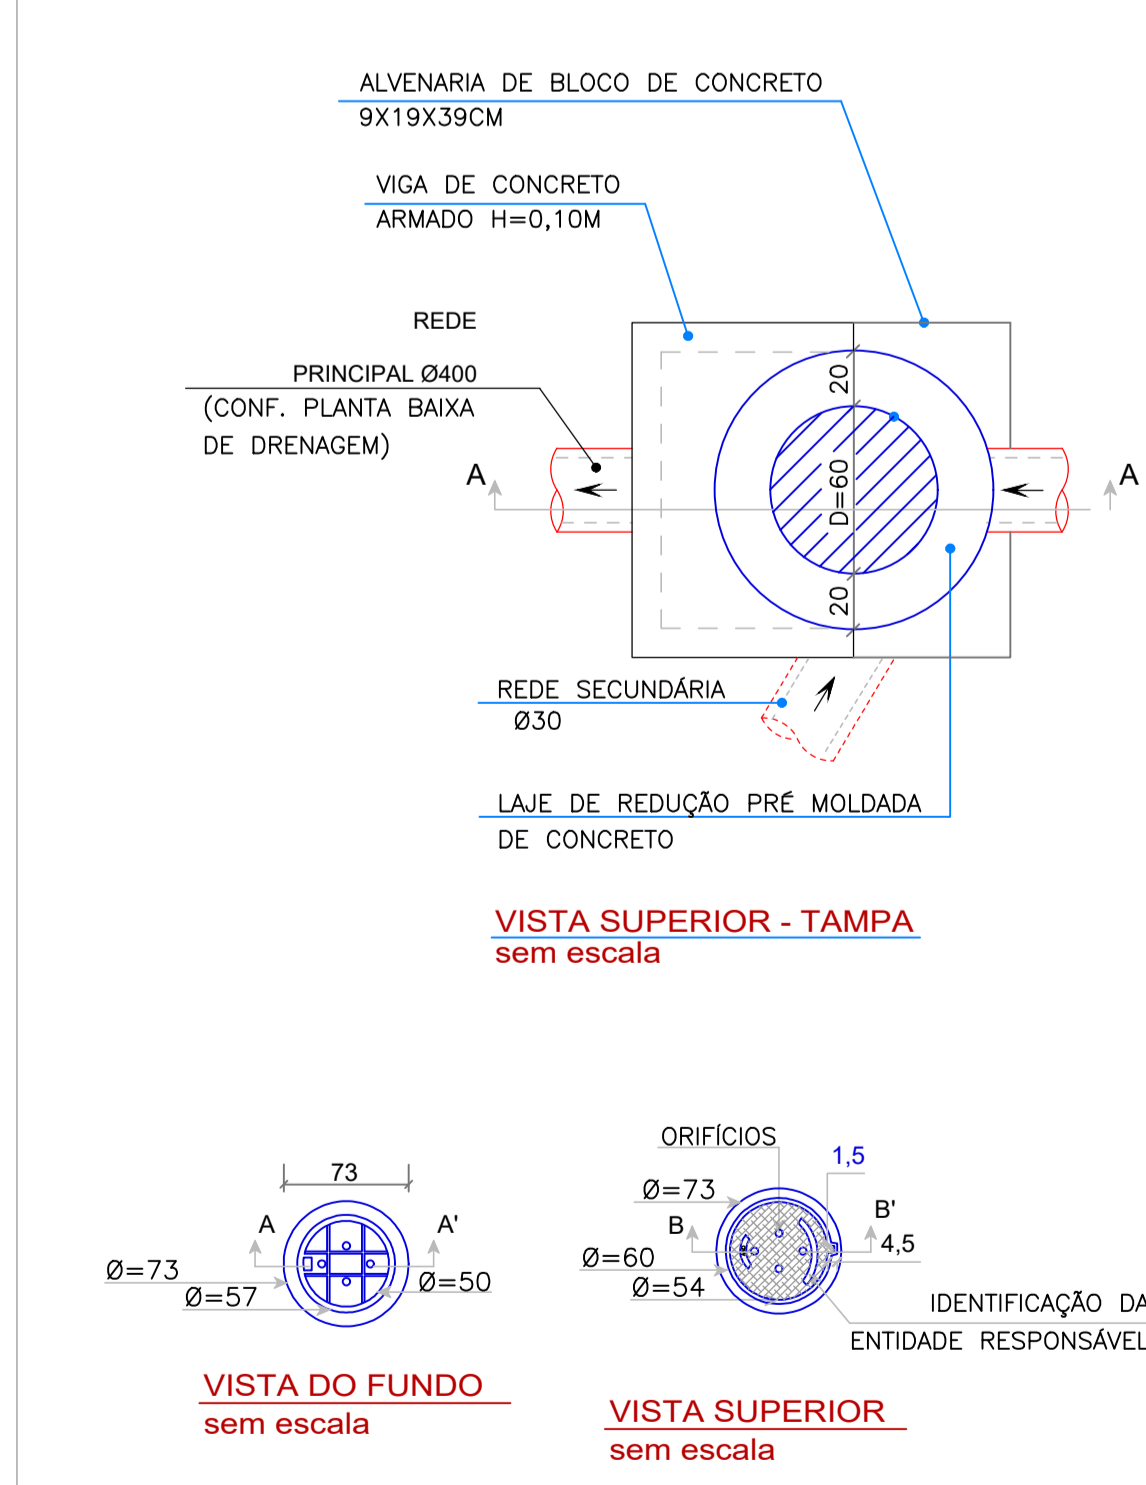 ALVENARIA DE BLOCO DE CONCRETO
9X19X39CM
VIGA DE CONCRETO
ARMADO H=0,10M
REDE
PRINCIPAL Ø400
(CONF. PLANTA BAIXA
DE DRENAGEM)
A
A
20
D=60
20
REDE SECUNDÁRIA
Ø30
LAJE DE REDUÇÃO PRÉ MOLDADA
DE CONCRETO
VISTA SUPERIOR - TAMPA
sem escala
73
A
A'
Ø=73
Ø=57
Ø=50
VISTA DO FUNDO
sem escala
ORIFÍCIOS
1,5
Ø=73
B
B'
4,5
Ø=60
Ø=54
IDENTIFICAÇÃO DA
ENTIDADE RESPONSÁVEL
VISTA SUPERIOR
sem escala